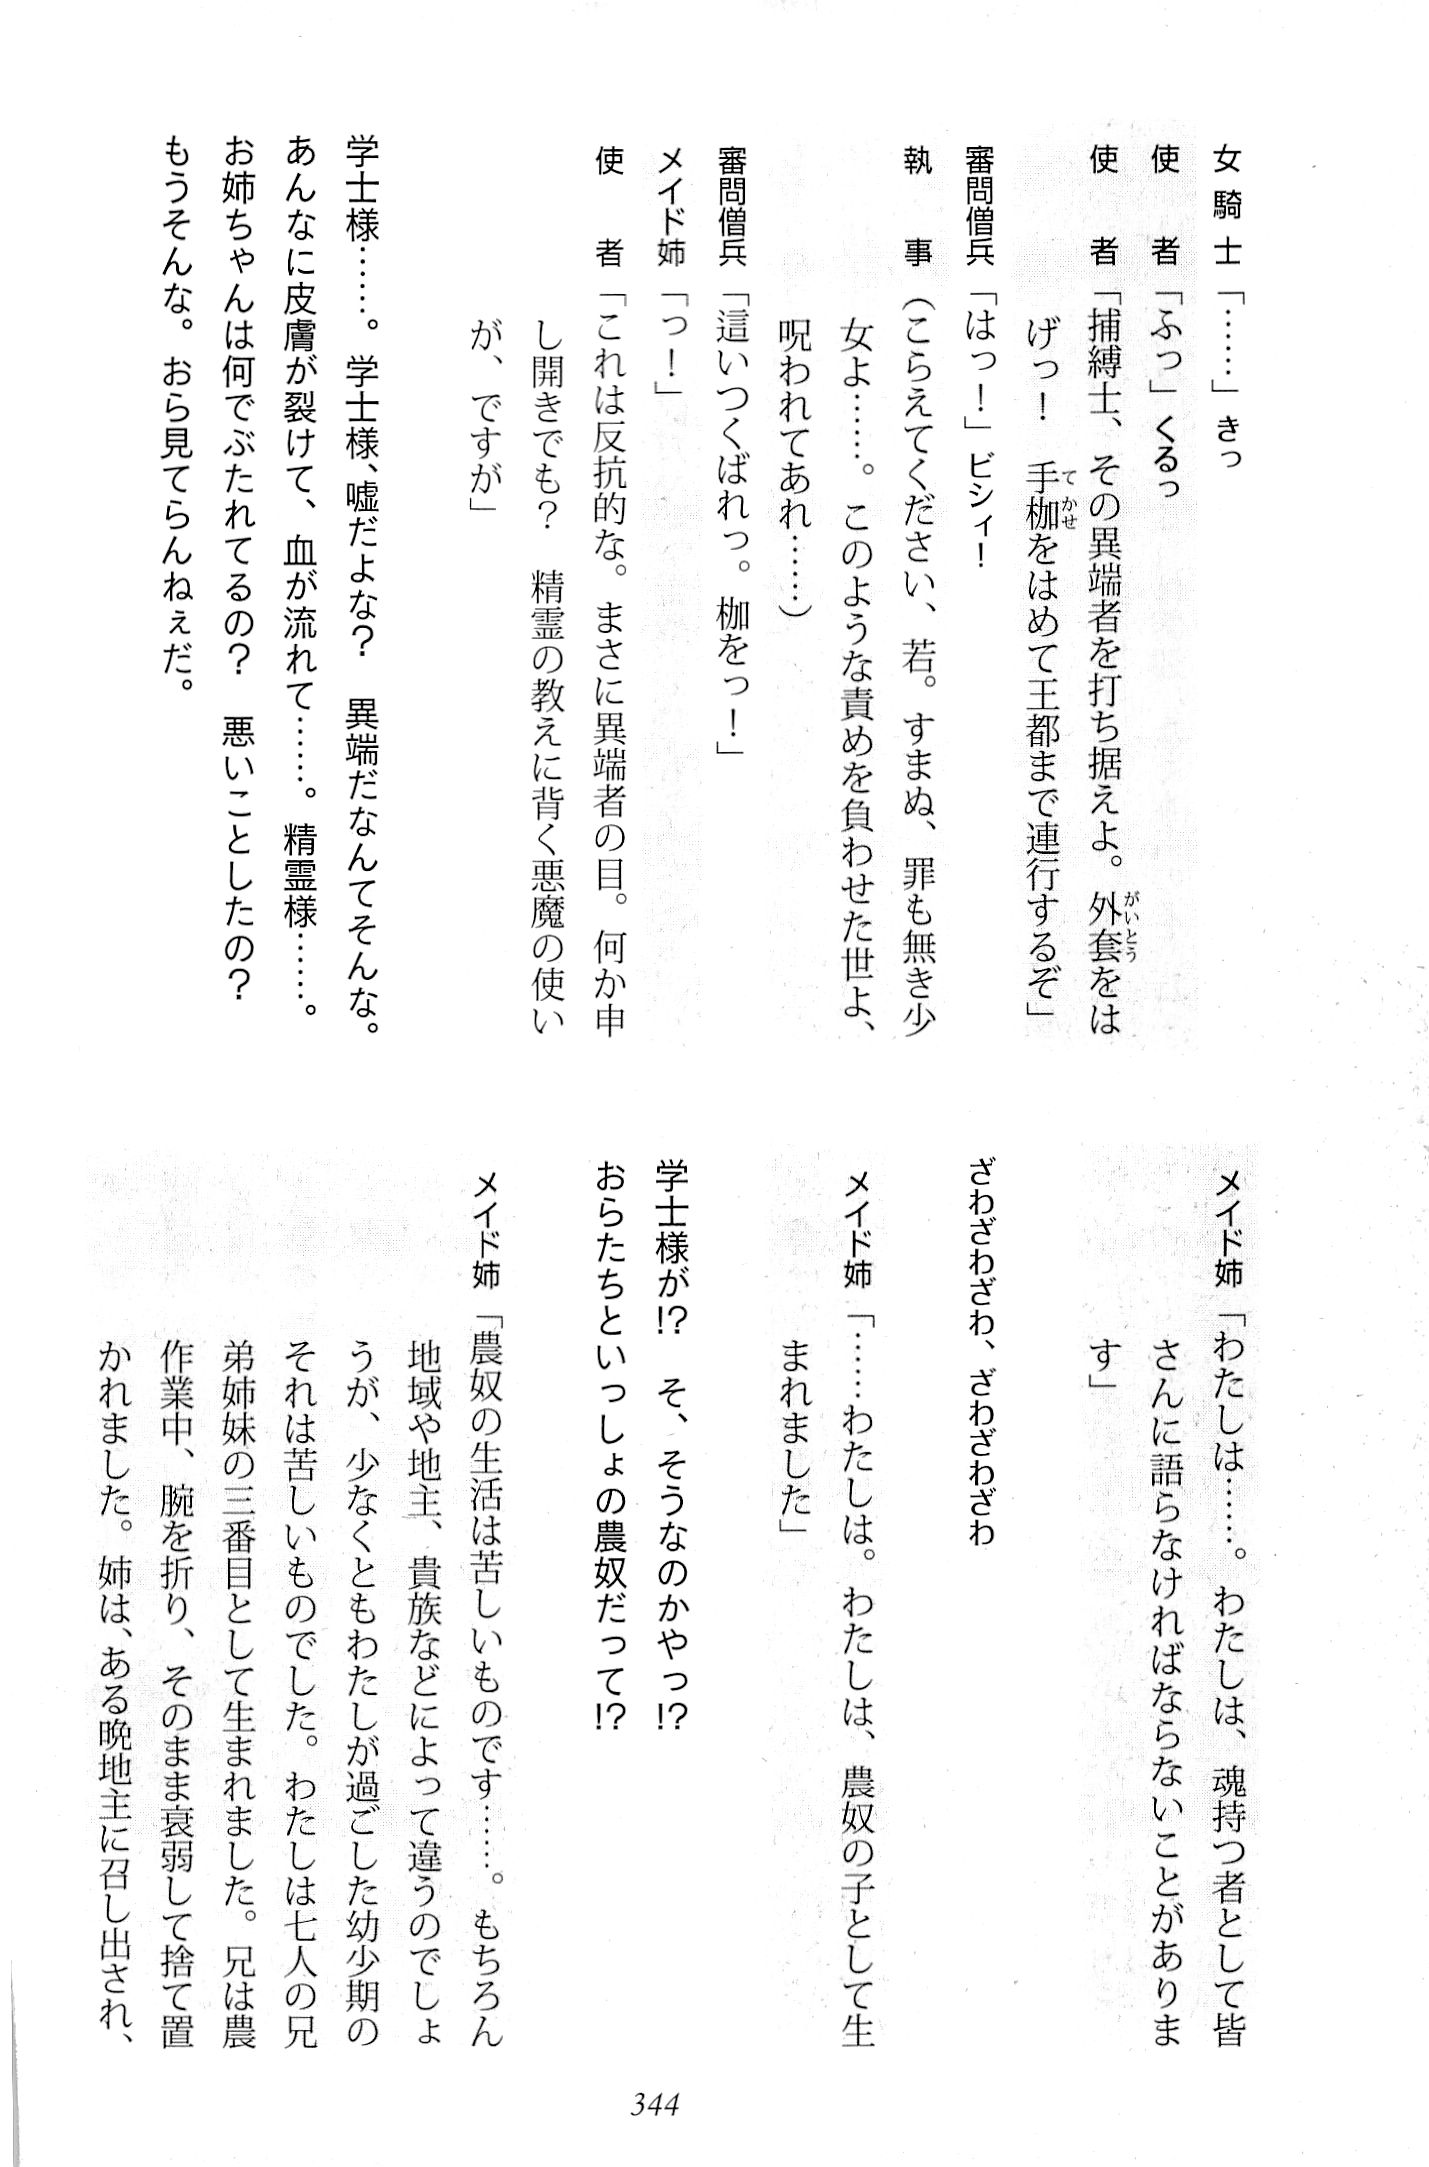 女騎士「……」きっ
使者「ふっ」くるっ
使者「捕縛士、その異端者を打ち据えよ。外套をは
げっ！　手枷をはめて王都まで連行するぞ」
審問僧兵「はっ！」ビシィ！
執事（こらえてください、若。すまぬ、罪も無き少
女よ……。このような責めを負わせた世よ、
呪われてあれ……）
審問僧兵「這いつくばれっ。枷をっ！」
メイド姉「っ！」
使者「これは反抗的な。まさに異端者の目。何か申
し開きでも？　精霊の教えに背く悪魔の使い
が、ですが」
学士様……。学士様、嘘だよな？　異端だなんてそんな。
あんなに皮膚が裂けて、血が流れて……。精霊様……。
お姉ちゃんは何でぶたれてるの？　悪いことしたの？
もうそんな。おら見てらんねぇだ。
メイド姉「わたしは……。わたしは、魂持つ者として皆
さんに語らなければならないことがありま
す」
ざわざわざわ、ざわざわざわ
メイド姉「……わたしは。わたしは、農奴の子として生
まれました」
学士様が!?　そ、そうなのかやっ!?
おらたちといっしょの農奴だって!?
メイド姉「農奴の生活は苦しいものです……。もちろん
地域や地主、貴族などによって違うのでしょ
うが、少なくともわたしが過ごした幼少期の
それは苦しいものでした。わたしは七人の兄
弟姉妹の三番目として生まれました。兄は農
作業中、腕を折り、そのまま衰弱して捨て置
かれました。姉は、ある晩地主に召し出され、
344